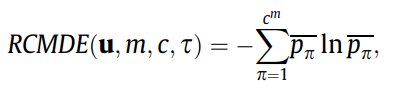 RCMDE(u, m, c, τ) = −∑_{π=1}^{c^m} \overline{p_π} ln \overline{p_π},